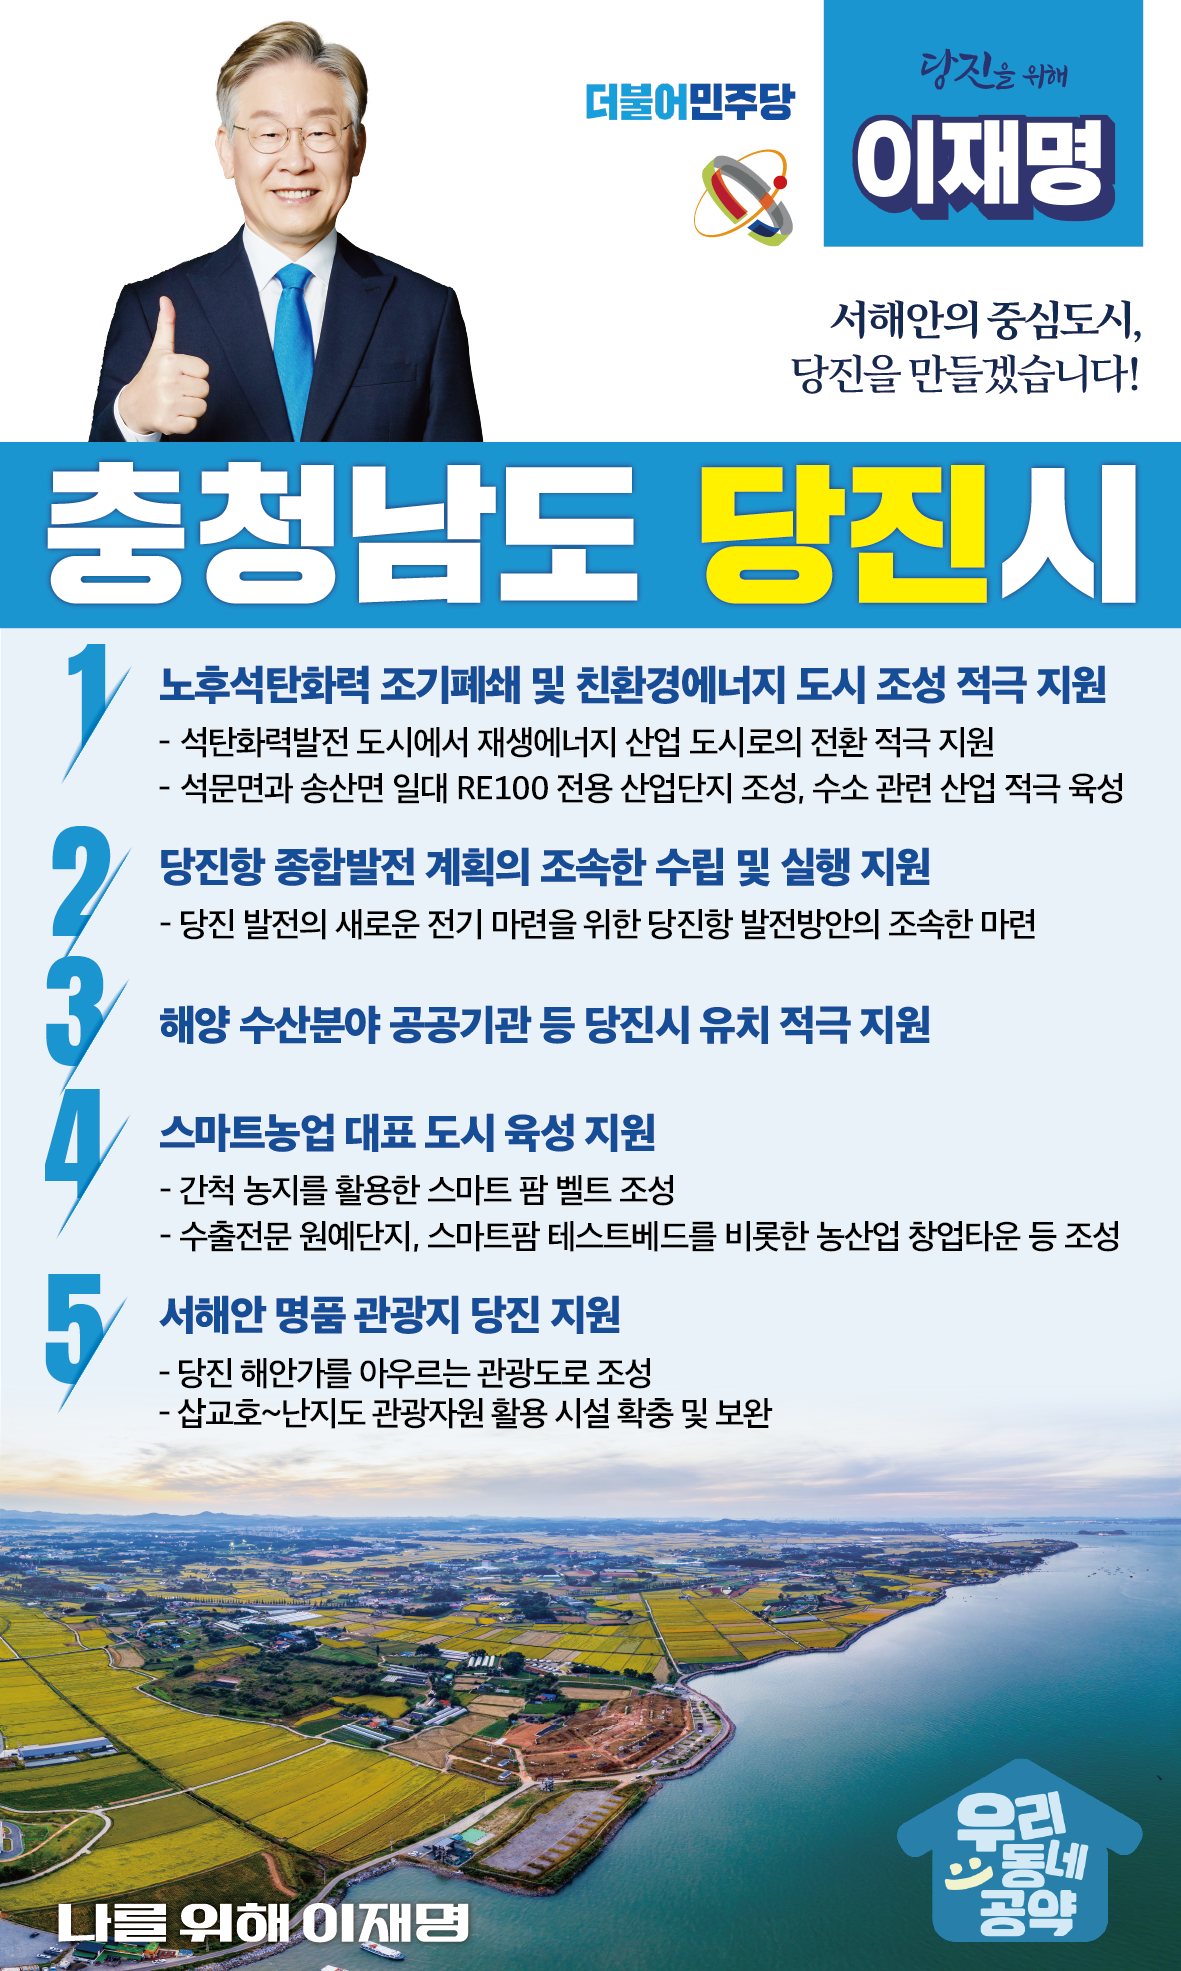 더불어민주당
당진을 위해
이재명
서해안의 중심도시,
당진을 만들겠습니다!
충청남도 당진시
1
노후석탄화력 조기폐쇄 및 친환경에너지 도시 조성 적극 지원
- 석탄화력발전 도시에서 재생에너지 산업 도시로의 전환 적극 지원
- 석문면과 송산면 일대 RE100 전용 산업단지 조성, 수소 관련 산업 적극 육성
2
당진항 종합발전 계획의 조속한 수립 및 실행 지원
- 당진 발전의 새로운 전기 마련을 위한 당진항 발전방안의 조속한 마련
3
해양 수산분야 공공기관 등 당진시 유치 적극 지원
4
스마트농업 대표 도시 육성 지원
- 간척 농지를 활용한 스마트 팜 벨트 조성
- 수출전문 원예단지, 스마트팜 테스트베드를 비롯한 농산업 창업타운 등 조성
5
서해안 명품 관광지 당진 지원
- 당진 해안가를 아우르는 관광도로 조성
- 삽교호~난지도 관광자원 활용 시설 확충 및 보완
우리
동네
공약
나를 위해 이재명